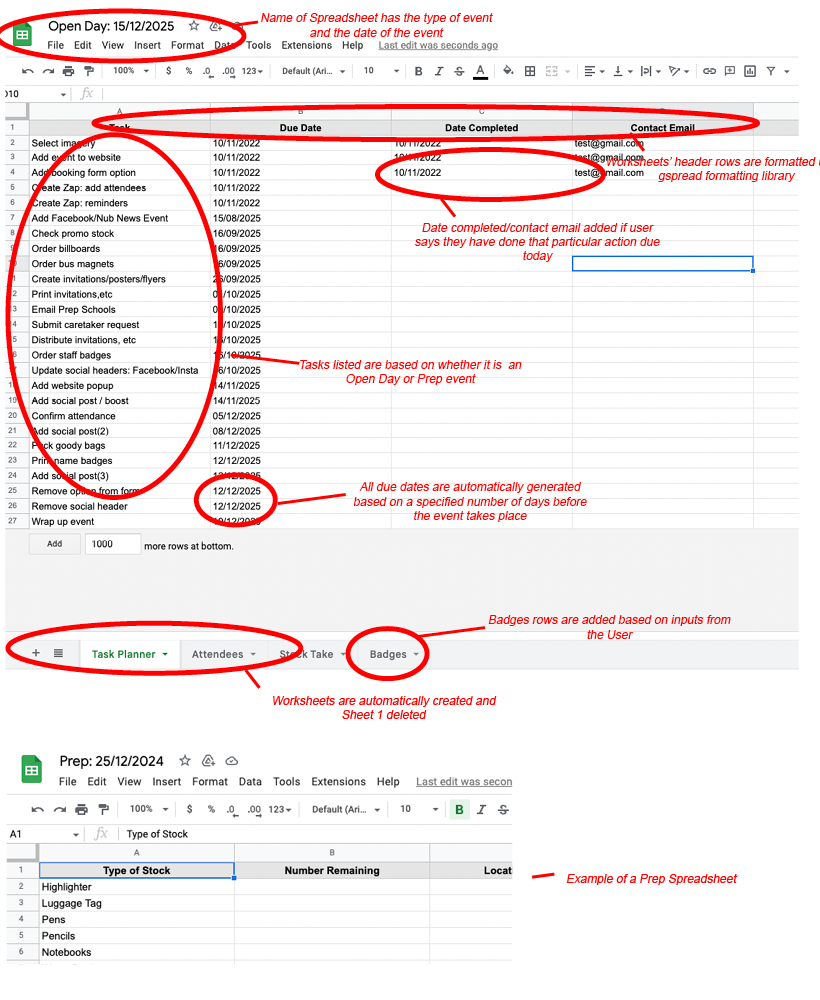 Open Day: 15/12/2025
Name of Spreadsheet has the type of event
and the date of the event
File Edit View Insert Format Data Tools Extensions Help Last edit was seconds ago
100% $ % .0 .00 123 Default (Ari... 10 B I S A
D10 fx
A B C D
1 Task Due Date Date Completed Contact Email
2 Select imagery 10/11/2022 10/11/2022 test@gmail.com
3 Add event to website 10/11/2022 10/11/2022 test@gmail.com
Worksheets' header rows are formatted
4 Add booking form option 10/11/2022 10/11/2022 test@gmail.com
gspread formatting library
5 Create Zap: add attendees 10/11/2022
6 Create Zap: reminders 10/11/2022
7 Add Facebook/Nub News Event 15/08/2025
Date completed/contact email added if user
8 Check promo stock 16/09/2025
says they have done that particular action due
9 Order billboards 16/09/2025
today
10 Order bus magnets 16/09/2025
11 Create invitations/posters/flyers 26/09/2025
12 Print invitations,etc /10/2025
13 Email Prep Schools /10/2025
14 Submit caretaker request /10/2025
15 Distribute invitations, etc /10/2025
16 Order staff badges 16/10/2025
Tasks listed are based on whether it is an
17 Update social headers: Facebook/Insta 16/10/2025
Open Day or Prep event
18 Add website popup 14/11/2025
19 Add social post / boost 14/11/2025
20 Confirm attendance 05/12/2025
21 Add social post(2) 08/12/2025
22 Pack goody bags 11/12/2025
23 Print name badges 12/12/2025
24 Add social post(3) 12/12/2025
All due dates are automatically generated
25 Remove option from form 12/12/2025
based on a specified number of days before
26 Remove social header 12/12/2025
the event takes place
27 Wrap up event /12/2025
Add 1000 more rows at bottom.
Badges rows are added based on inputs from
the User
+ Task Planner Attendees Stock Take Badges
Worksheets are automatically created and
Sheet 1 deleted
Prep: 25/12/2024
File Edit View Insert Format Data Tools Extensions Help Last edit was secon
100% $ % .0 .00 123 Default (Ari... 10 B I S
A1 fx Type of Stock
A B
1 Type of Stock Number Remaining Locat
2 Highlighter
Example of a Prep Spreadsheet
3 Luggage Tag
4 Pens
5 Pencils
6 Notebooks